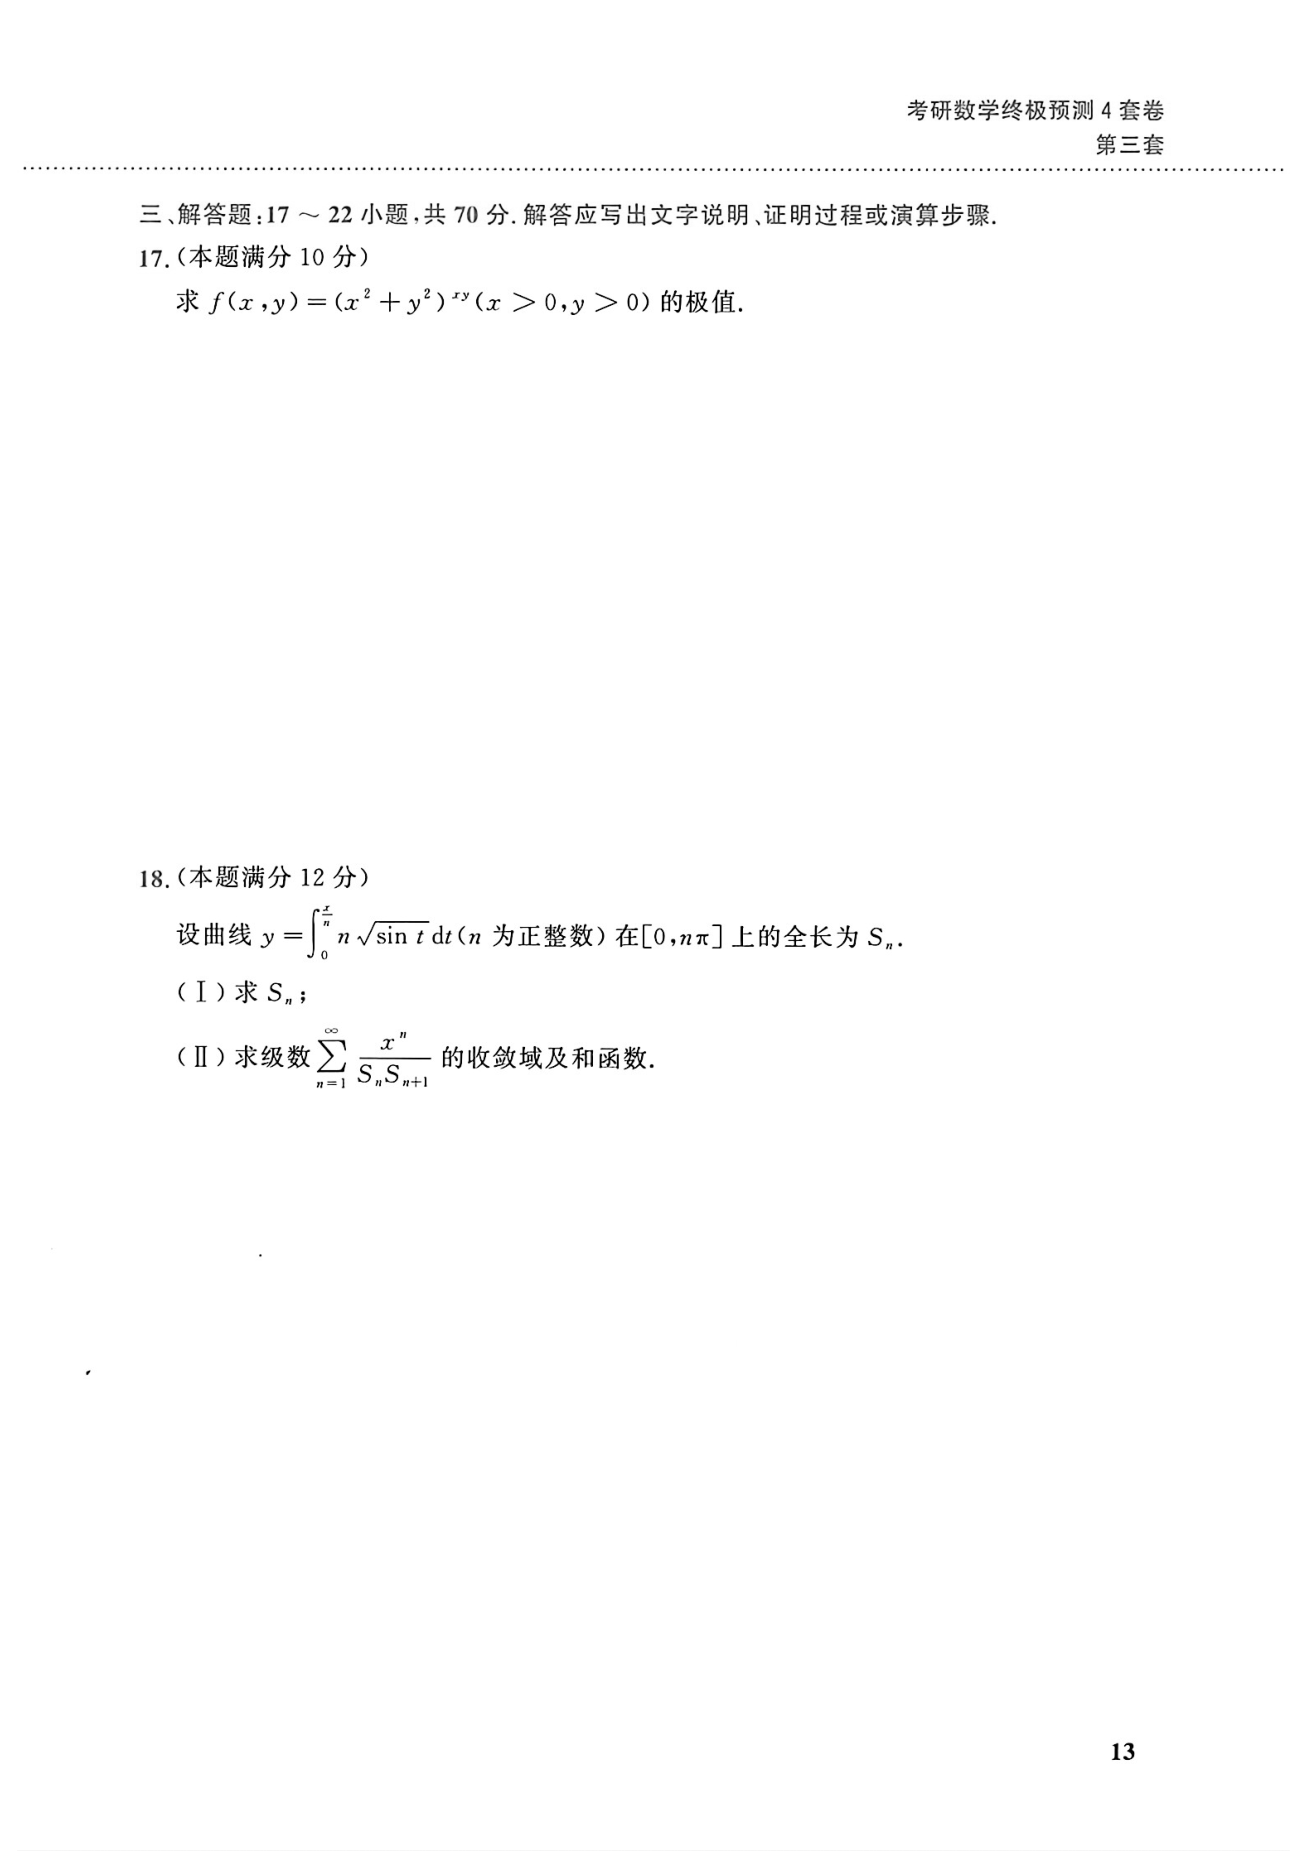 考研数学终极预测 4 套卷
第三套
三、解答题:17 ～ 22 小题,共 70 分.解答应写出文字说明、证明过程或演算步骤.
17.(本题满分 10 分)
求 f(x,y)=(x²+y²)^{xy}(x>0,y>0) 的极值.
18.(本题满分 12 分)
设曲线 y=∫_0^{x/n} n√(sin t) dt(n 为正整数) 在[0,nπ] 上的全长为 S_n.
(Ⅰ) 求 S_n;
(Ⅱ) 求级数 ∑_{n=1}^{∞} x^n/(S_n S_{n+1}) 的收敛域及和函数.
13